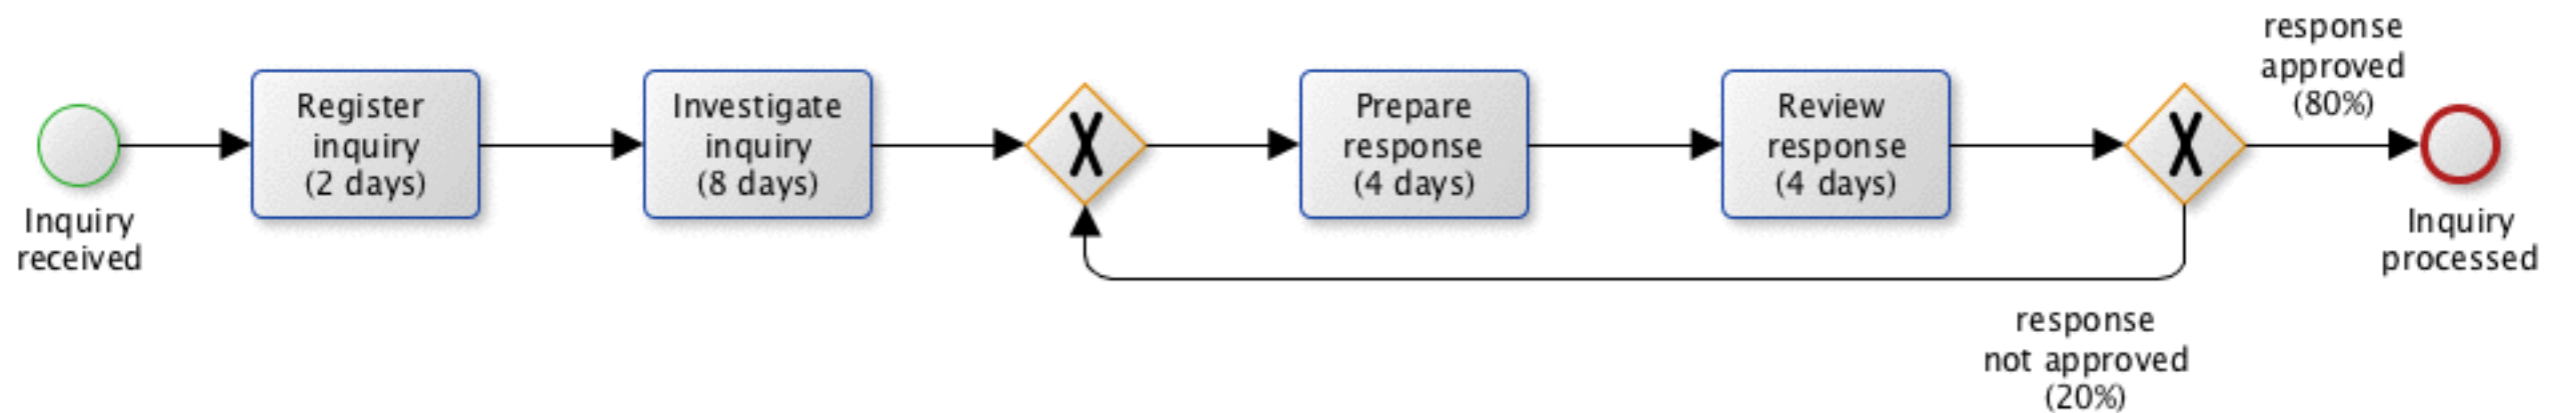 Inquiry
received
Register
inquiry
(2 days)
Investigate
inquiry
(8 days)
X
Prepare
response
(4 days)
Review
response
(4 days)
X
response
approved
(80%)
response
not approved
(20%)
Inquiry
processed